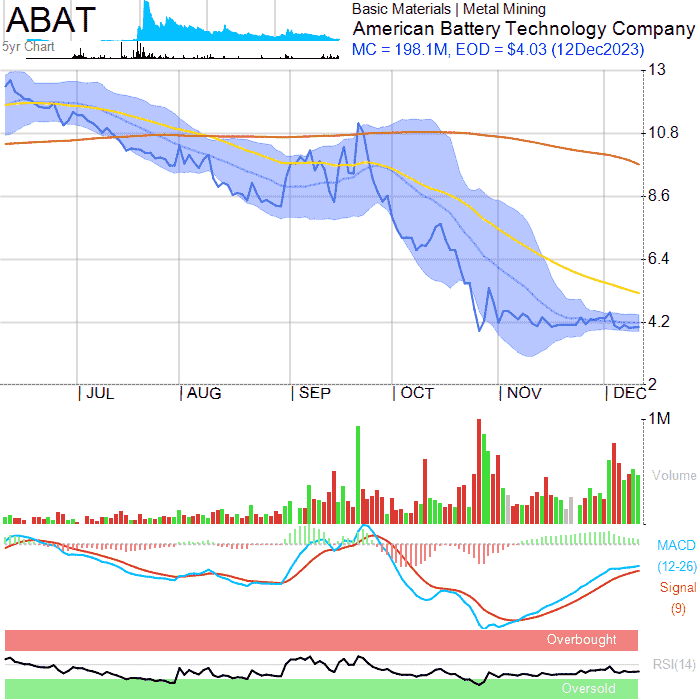 ABAT
5yr Chart
Basic Materials | Metal Mining
American Battery Technology Company
MC = 198.1M, EOD = $4.03 (12Dec2023)
13
10.8
8.6
6.4
4.2
2
| JUL | AUG | SEP | OCT | NOV | DEC
1M
Volume
MACD
(12-26)
Signal
(9)
Overbought
RSI(14)
Oversold